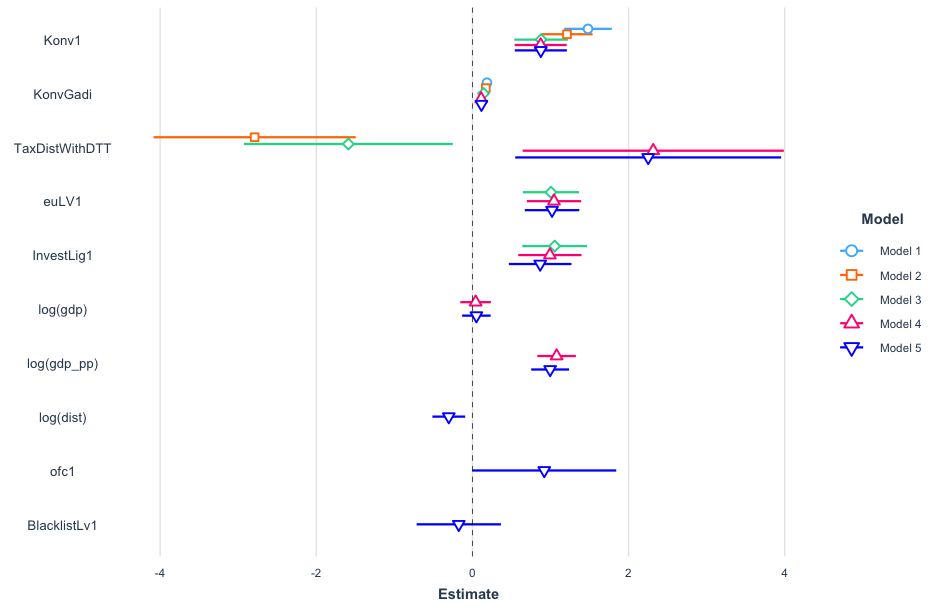 Konv1
KonvGadi
TaxDistWithDTT
euLV1
InvestLig1
log(gdp)
log(gdp_pp)
log(dist)
ofc1
BlacklistLv1
-4 -2 0 2 4
Estimate
Model
Model 1
Model 2
Model 3
Model 4
Model 5